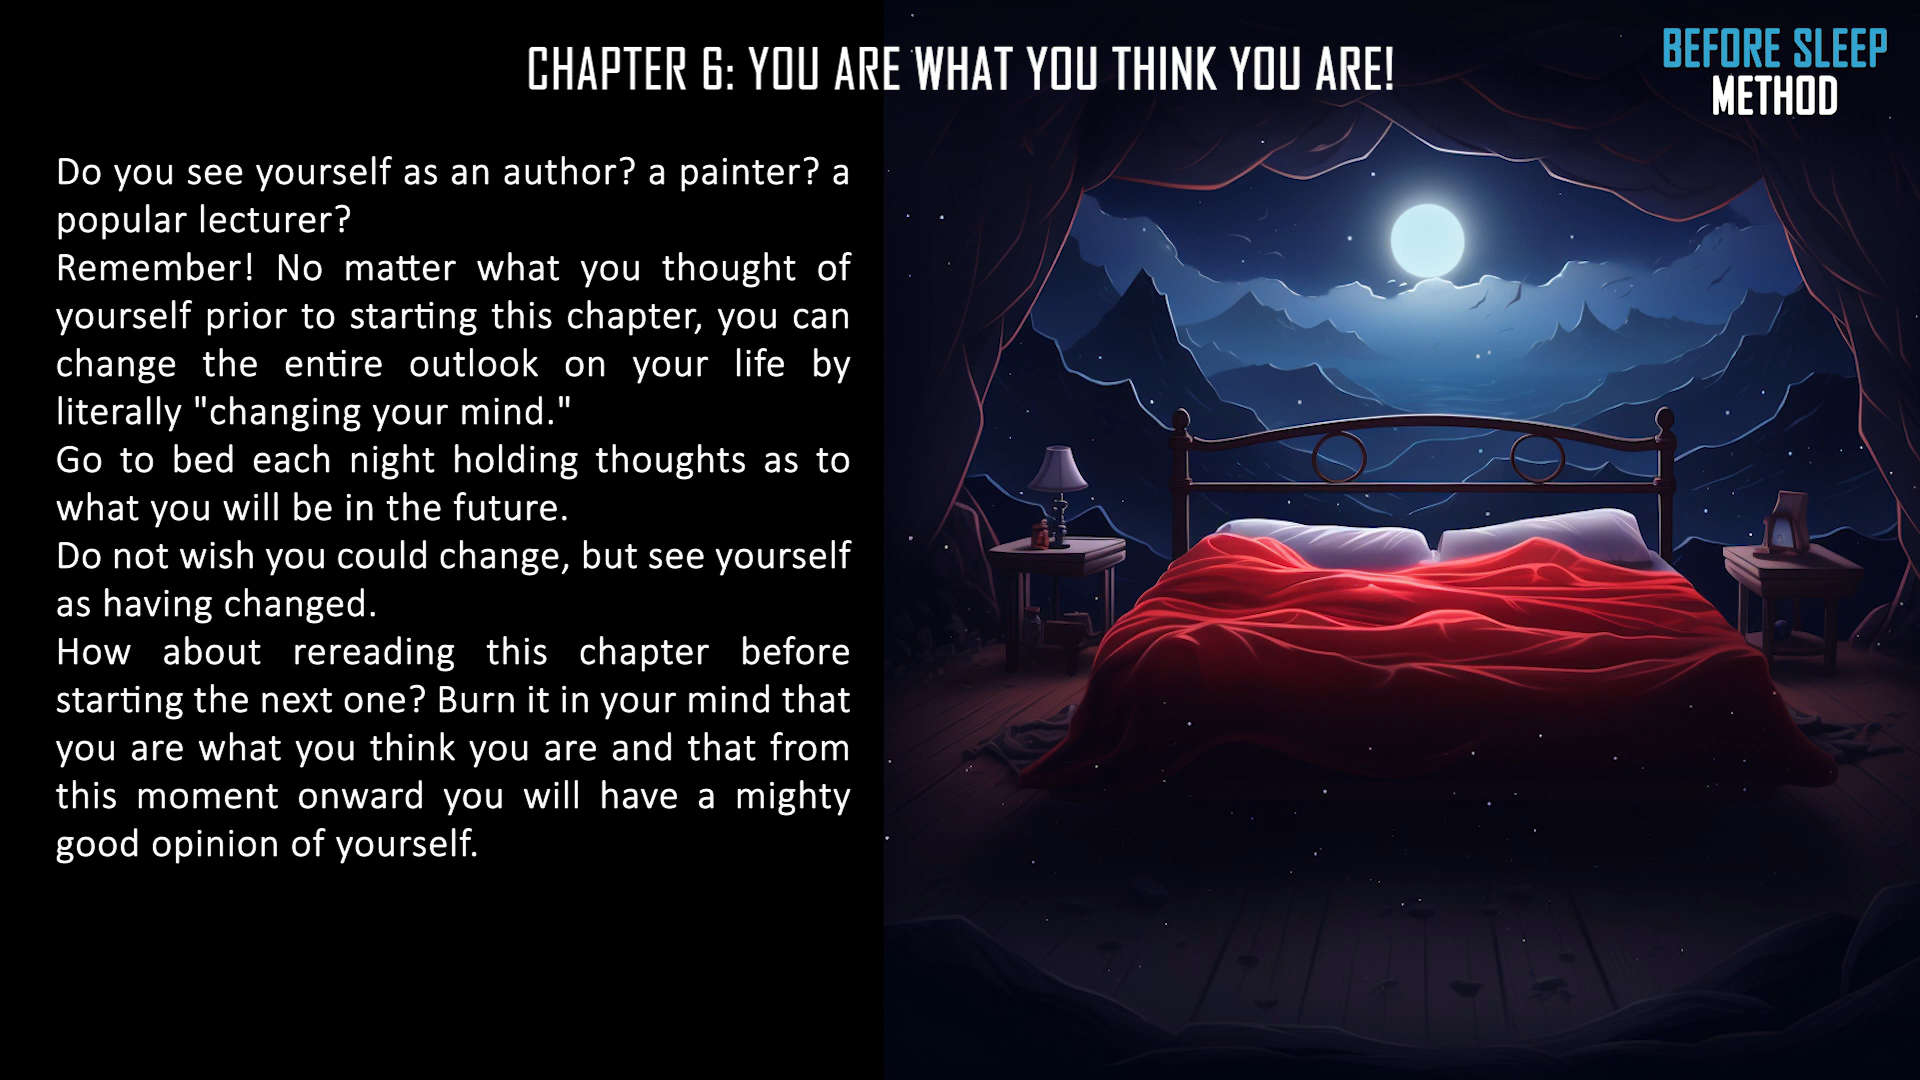 CHAPTER 6: YOU ARE WHAT YOU THINK YOU ARE!
BEFORE SLEEP
METHOD
Do you see yourself as an author? a painter? a
popular lecturer?
Remember! No matter what you thought of
yourself prior to starting this chapter, you can
change the entire outlook on your life by
literally "changing your mind."
Go to bed each night holding thoughts as to
what you will be in the future.
Do not wish you could change, but see yourself
as having changed.
How about rereading this chapter before
starting the next one? Burn it in your mind that
you are what you think you are and that from
this moment onward you will have a mighty
good opinion of yourself.